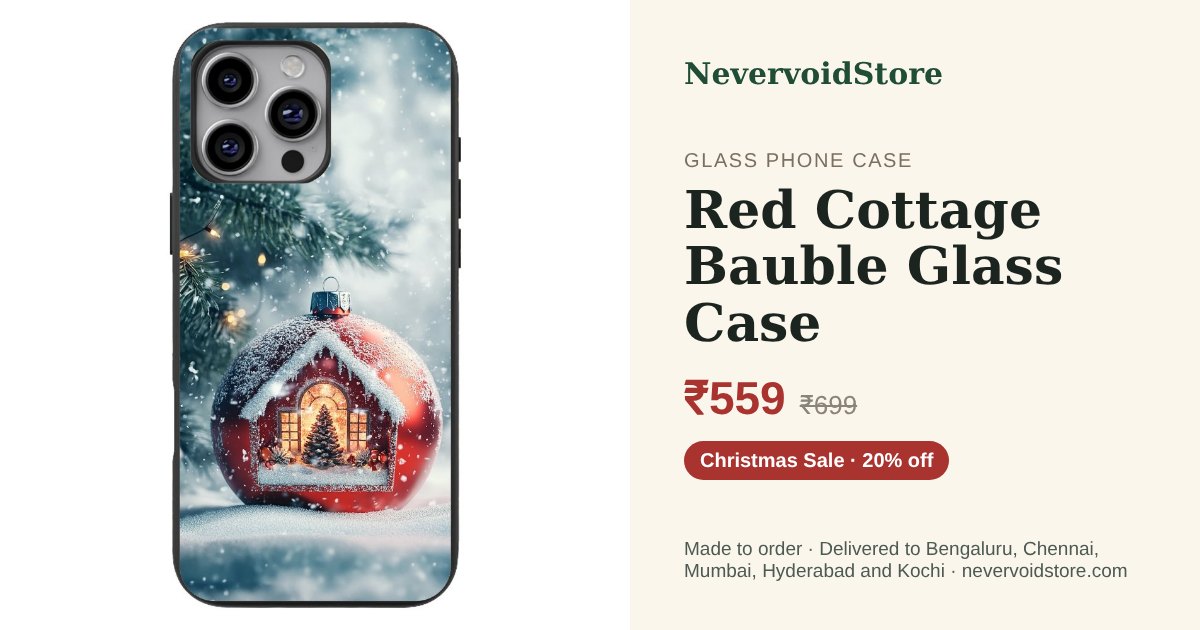 NevervoidStore
GLASS PHONE CASE
Red Cottage
Bauble Glass
Case
₹559 ₹699
Christmas Sale · 20% off
Made to order · Delivered to Bengaluru, Chennai,
Mumbai, Hyderabad and Kochi · nevervoidstore.com